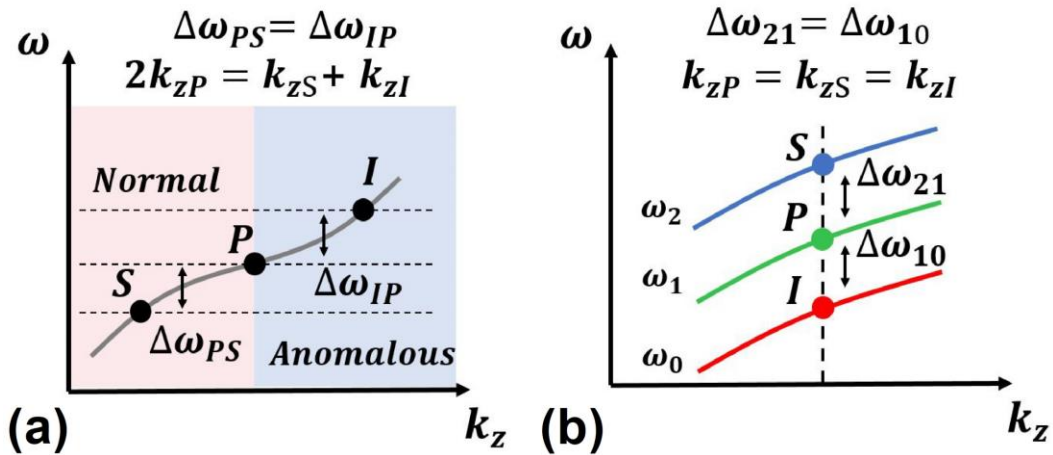 Δω_PS = Δω_IP
2k_zP = k_zS + k_zI
ω
Normal
I
P
S
Δω_IP
Δω_PS
Anomalous
(a)
k_z
Δω_21 = Δω_10
k_zP = k_zS = k_zI
ω
S
Δω_21
ω_2
P
Δω_10
ω_1
I
ω_0
(b)
k_z